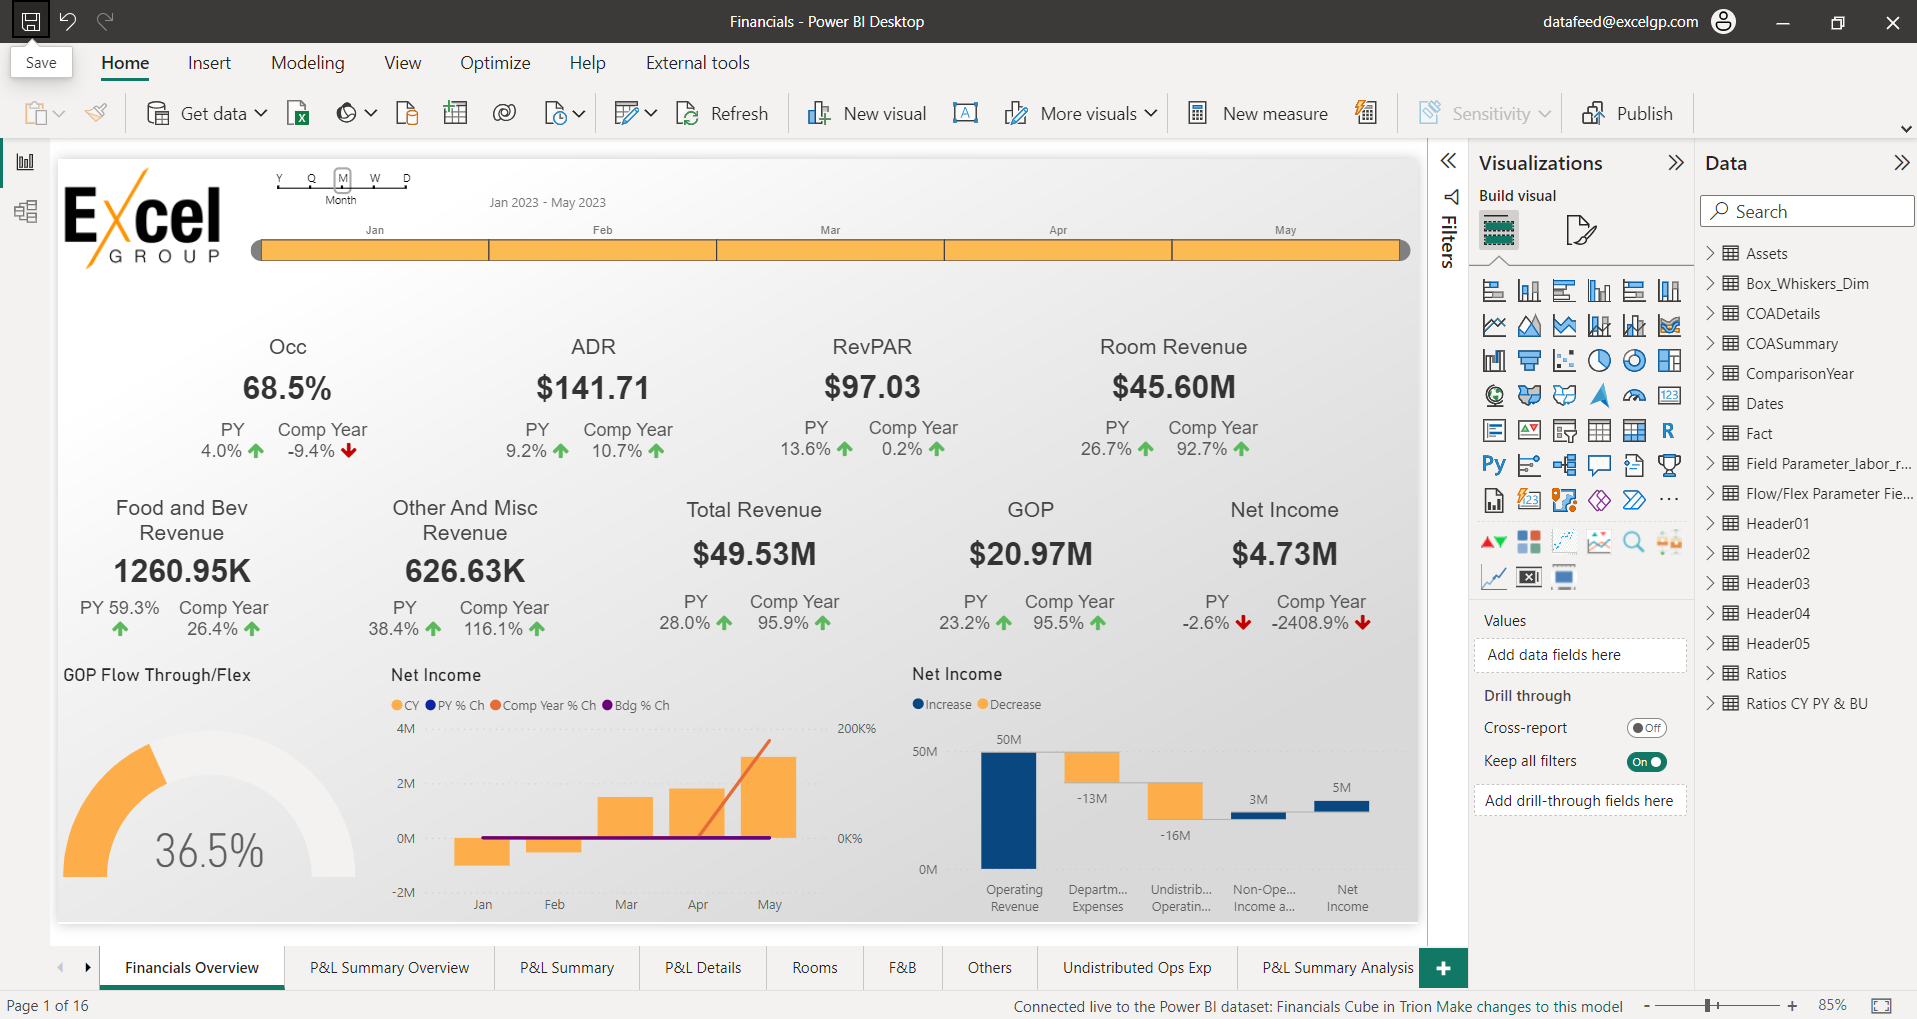 Financials - Power BI Desktop
datafeed@excelgp.com
Save
Home Insert Modeling View Optimize Help External tools
Get data Refresh New visual More visuals New measure Sensitivity Publish
Excel
GROUP
Y Q M W D
Month
Jan 2023 - May 2023
Jan Feb Mar Apr May
Occ
68.5%
PY Comp Year
4.0% -9.4%
ADR
$141.71
PY Comp Year
9.2% 10.7%
RevPAR
$97.03
PY Comp Year
13.6% 0.2%
Room Revenue
$45.60M
PY Comp Year
26.7% 92.7%
Food and Bev
Revenue
1260.95K
PY 59.3% Comp Year
26.4%
Other And Misc
Revenue
626.63K
PY Comp Year
38.4% 116.1%
Total Revenue
$49.53M
PY Comp Year
28.0% 95.9%
GOP
$20.97M
PY Comp Year
23.2% 95.5%
Net Income
$4.73M
PY Comp Year
-2.6% -2408.9%
GOP Flow Through/Flex
36.5%
Net Income
CY PY % Ch Comp Year % Ch Bdg % Ch
4M 200K%
2M
0M 0K%
-2M
Jan Feb Mar Apr May
Net Income
Increase Decrease
50M
50M
-13M
-16M
3M
5M
0M
Operating Departm... Undistrib... Non-Ope... Net
Revenue Expenses Operatin... Income a... Income
Filters
Visualizations
Build visual
123
R
Py
123
Values
Add data fields here
Drill through
Cross-report Off
Keep all filters On
Add drill-through fields here
Data
Search
Assets
Box_Whiskers_Dim
COADetails
COASummary
ComparisonYear
Dates
Fact
Field Parameter_labor_r...
Flow/Flex Parameter Fie...
Header01
Header02
Header03
Header04
Header05
Ratios
Ratios CY PY & BU
Financials Overview P&L Summary Overview P&L Summary P&L Details Rooms F&B Others Undistributed Ops Exp P&L Summary Analysis
Page 1 of 16
Connected live to the Power BI dataset: Financials Cube in Trion Make changes to this model
- + 85%